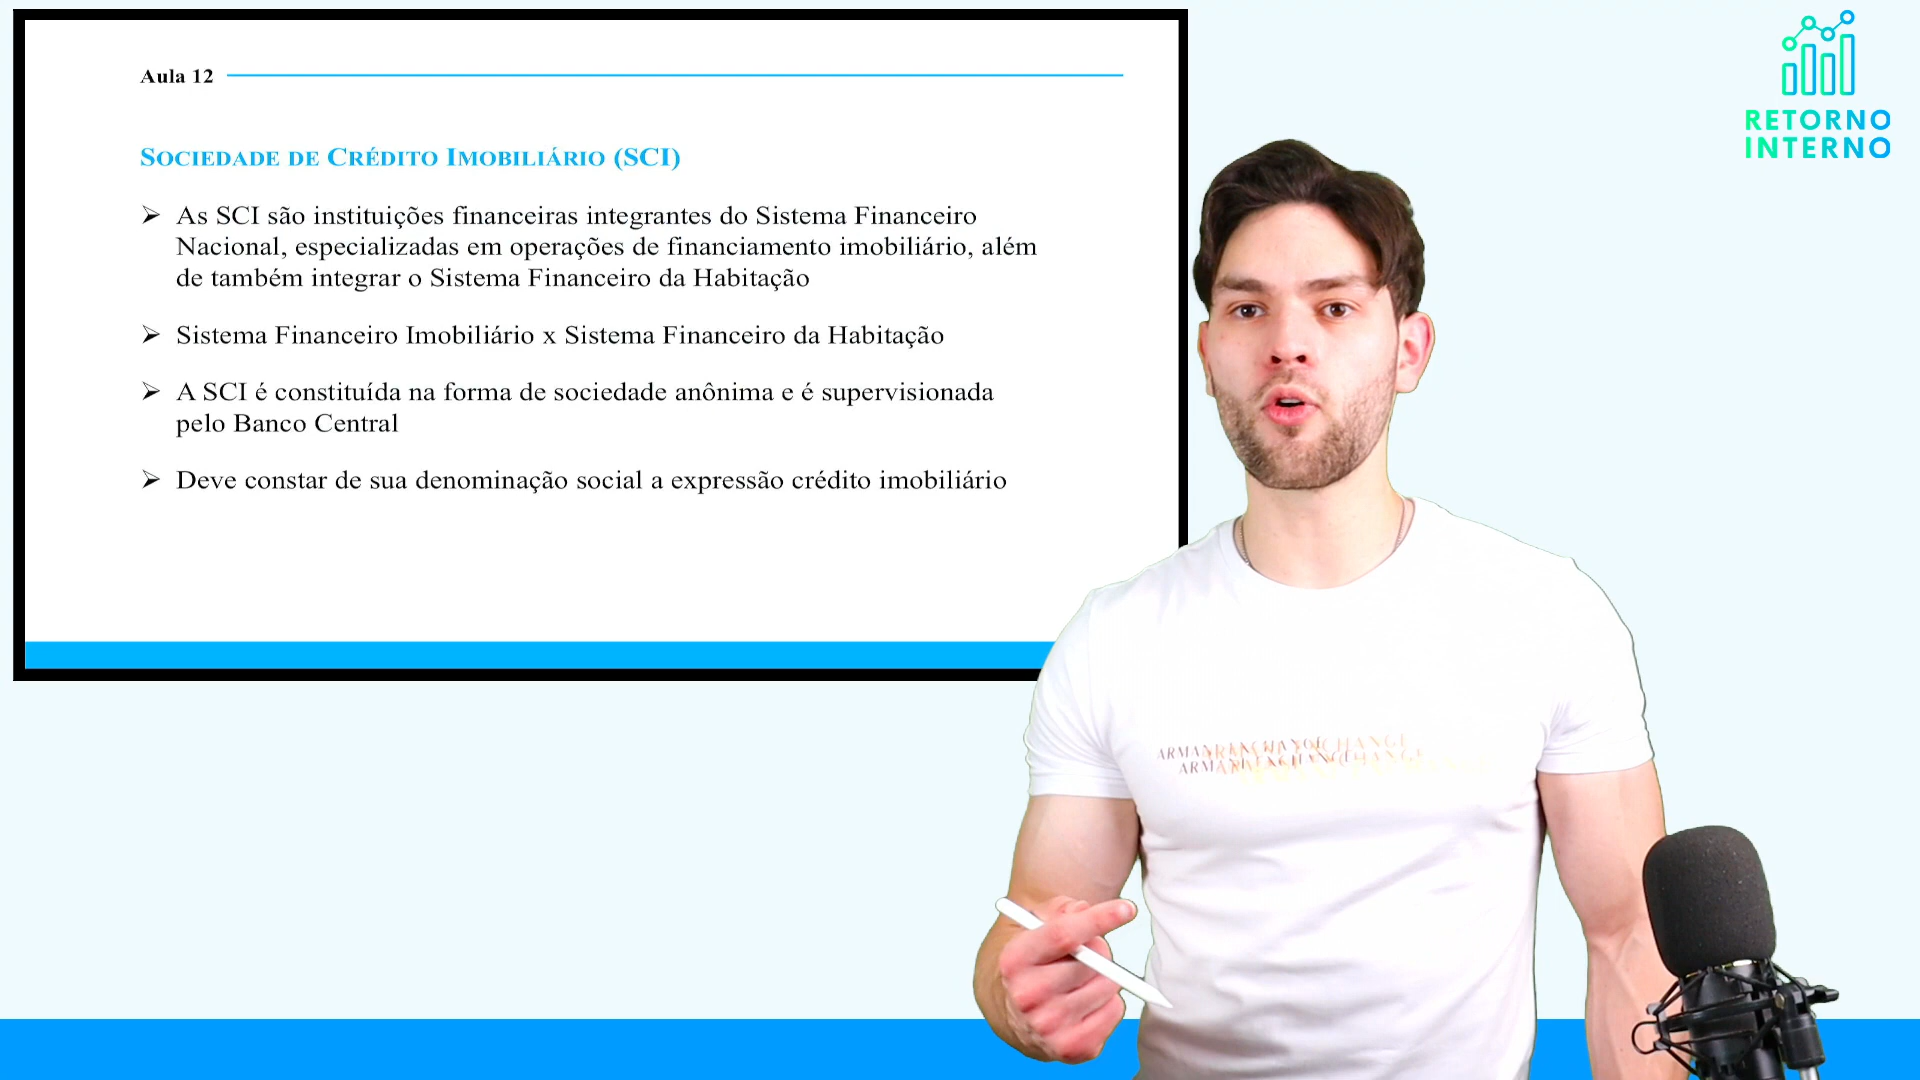 Aula 12
SOCIEDADE DE CRÉDITO IMOBILIÁRIO (SCI)
➢ As SCI são instituições financeiras integrantes do Sistema Financeiro
Nacional, especializadas em operações de financiamento imobiliário, além
de também integrar o Sistema Financeiro da Habitação
➢ Sistema Financeiro Imobiliário x Sistema Financeiro da Habitação
➢ A SCI é constituída na forma de sociedade anônima e é supervisionada
pelo Banco Central
➢ Deve constar de sua denominação social a expressão crédito imobiliário
RETORNO
INTERNO